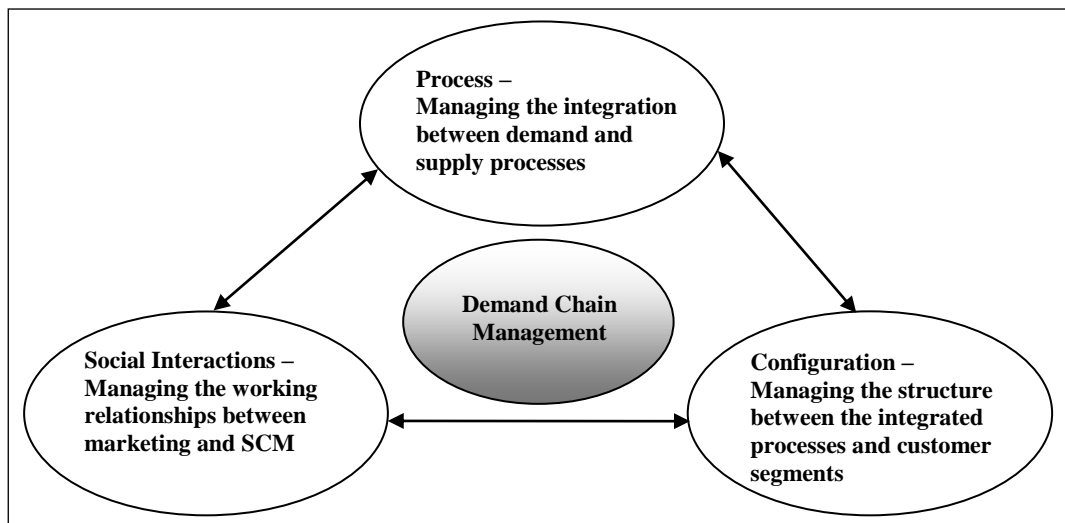 Process –
Managing the integration
between demand and
supply processes
Demand Chain
Management
Social Interactions –
Managing the working
relationships between
marketing and SCM
Configuration –
Managing the structure
between the integrated
processes and customer
segments